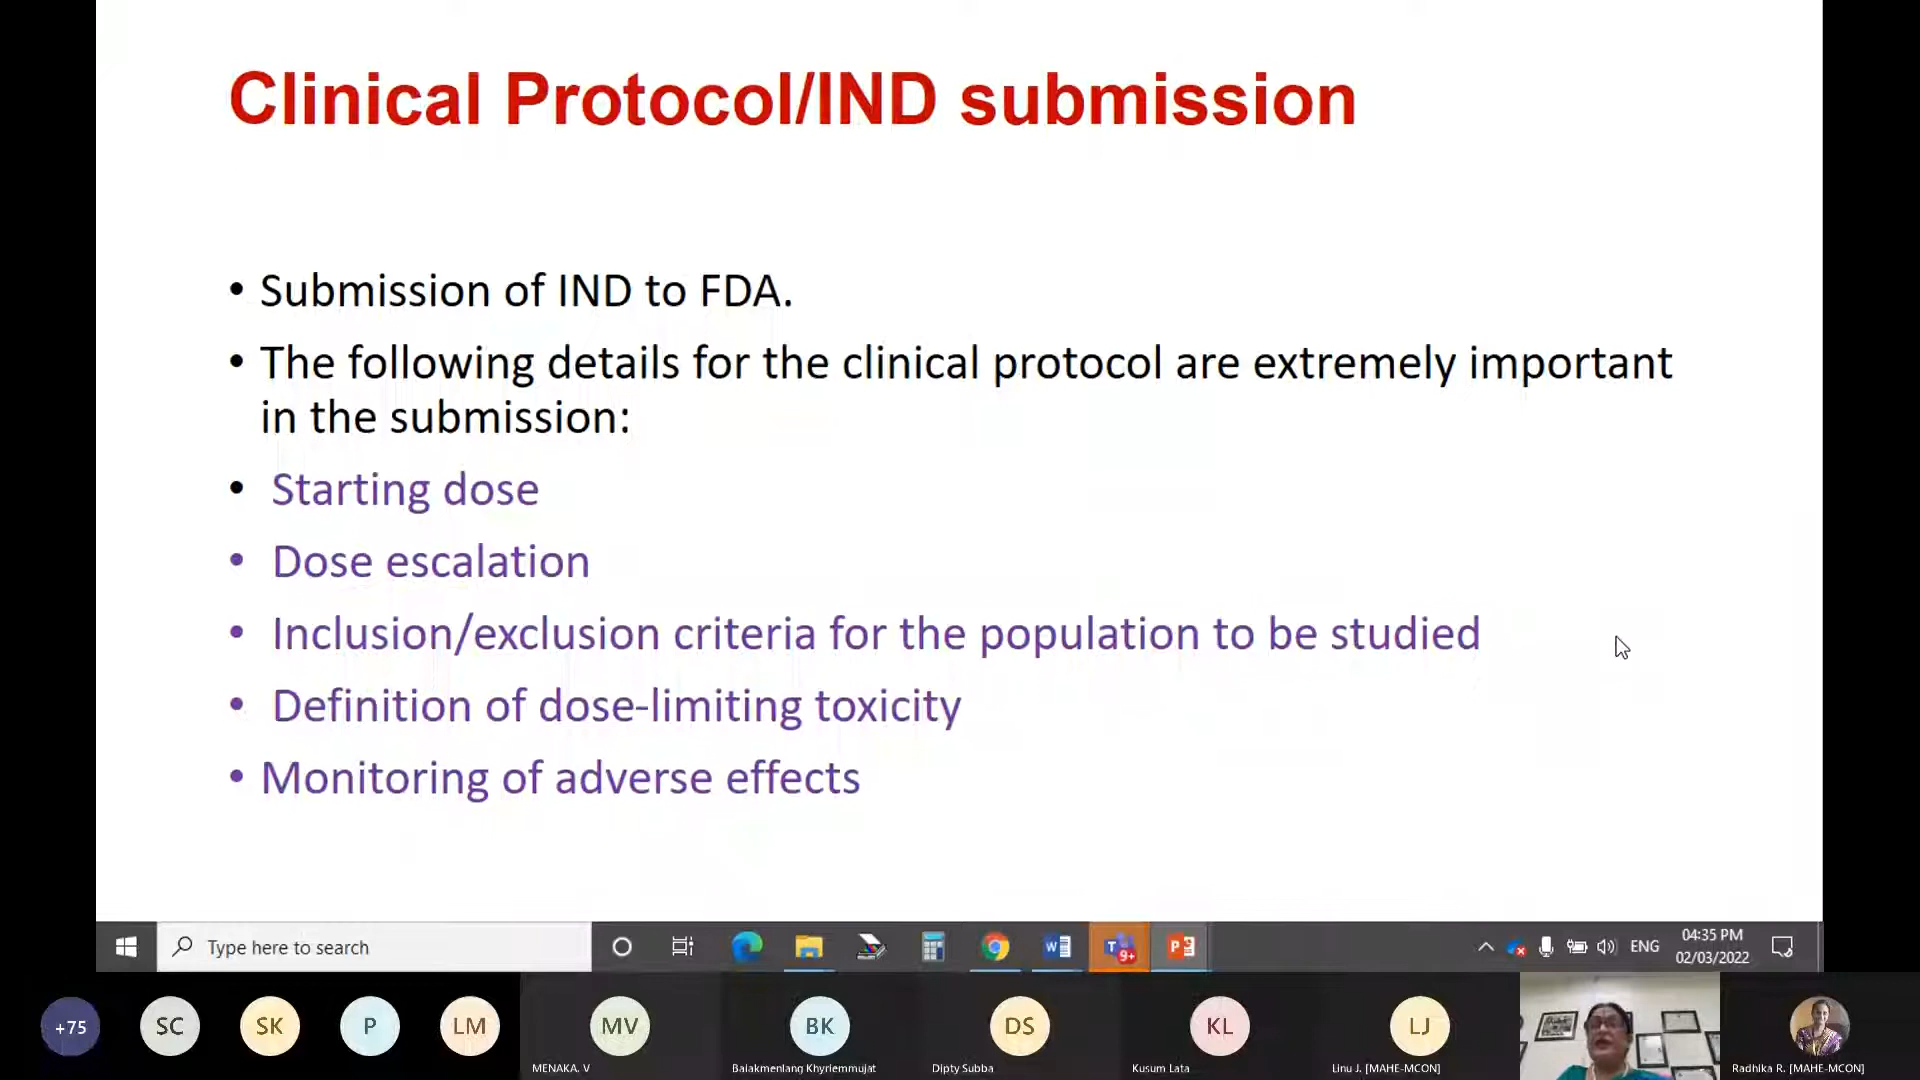 Clinical Protocol/IND submission
• Submission of IND to FDA.
• The following details for the clinical protocol are extremely important
in the submission:
• Starting dose
• Dose escalation
• Inclusion/exclusion criteria for the population to be studied
• Definition of dose-limiting toxicity
• Monitoring of adverse effects
Type here to search
9+
ENG
04:35 PM
02/03/2022
+75
SC
SK
P
LM
MV
BK
DS
KL
LJ
MENAKA. V
Balakmenlang Khyriemmujat
Dipty Subba
Kusum Lata
Linu J. [MAHE-MCON]
Radhika R. [MAHE-MCON]